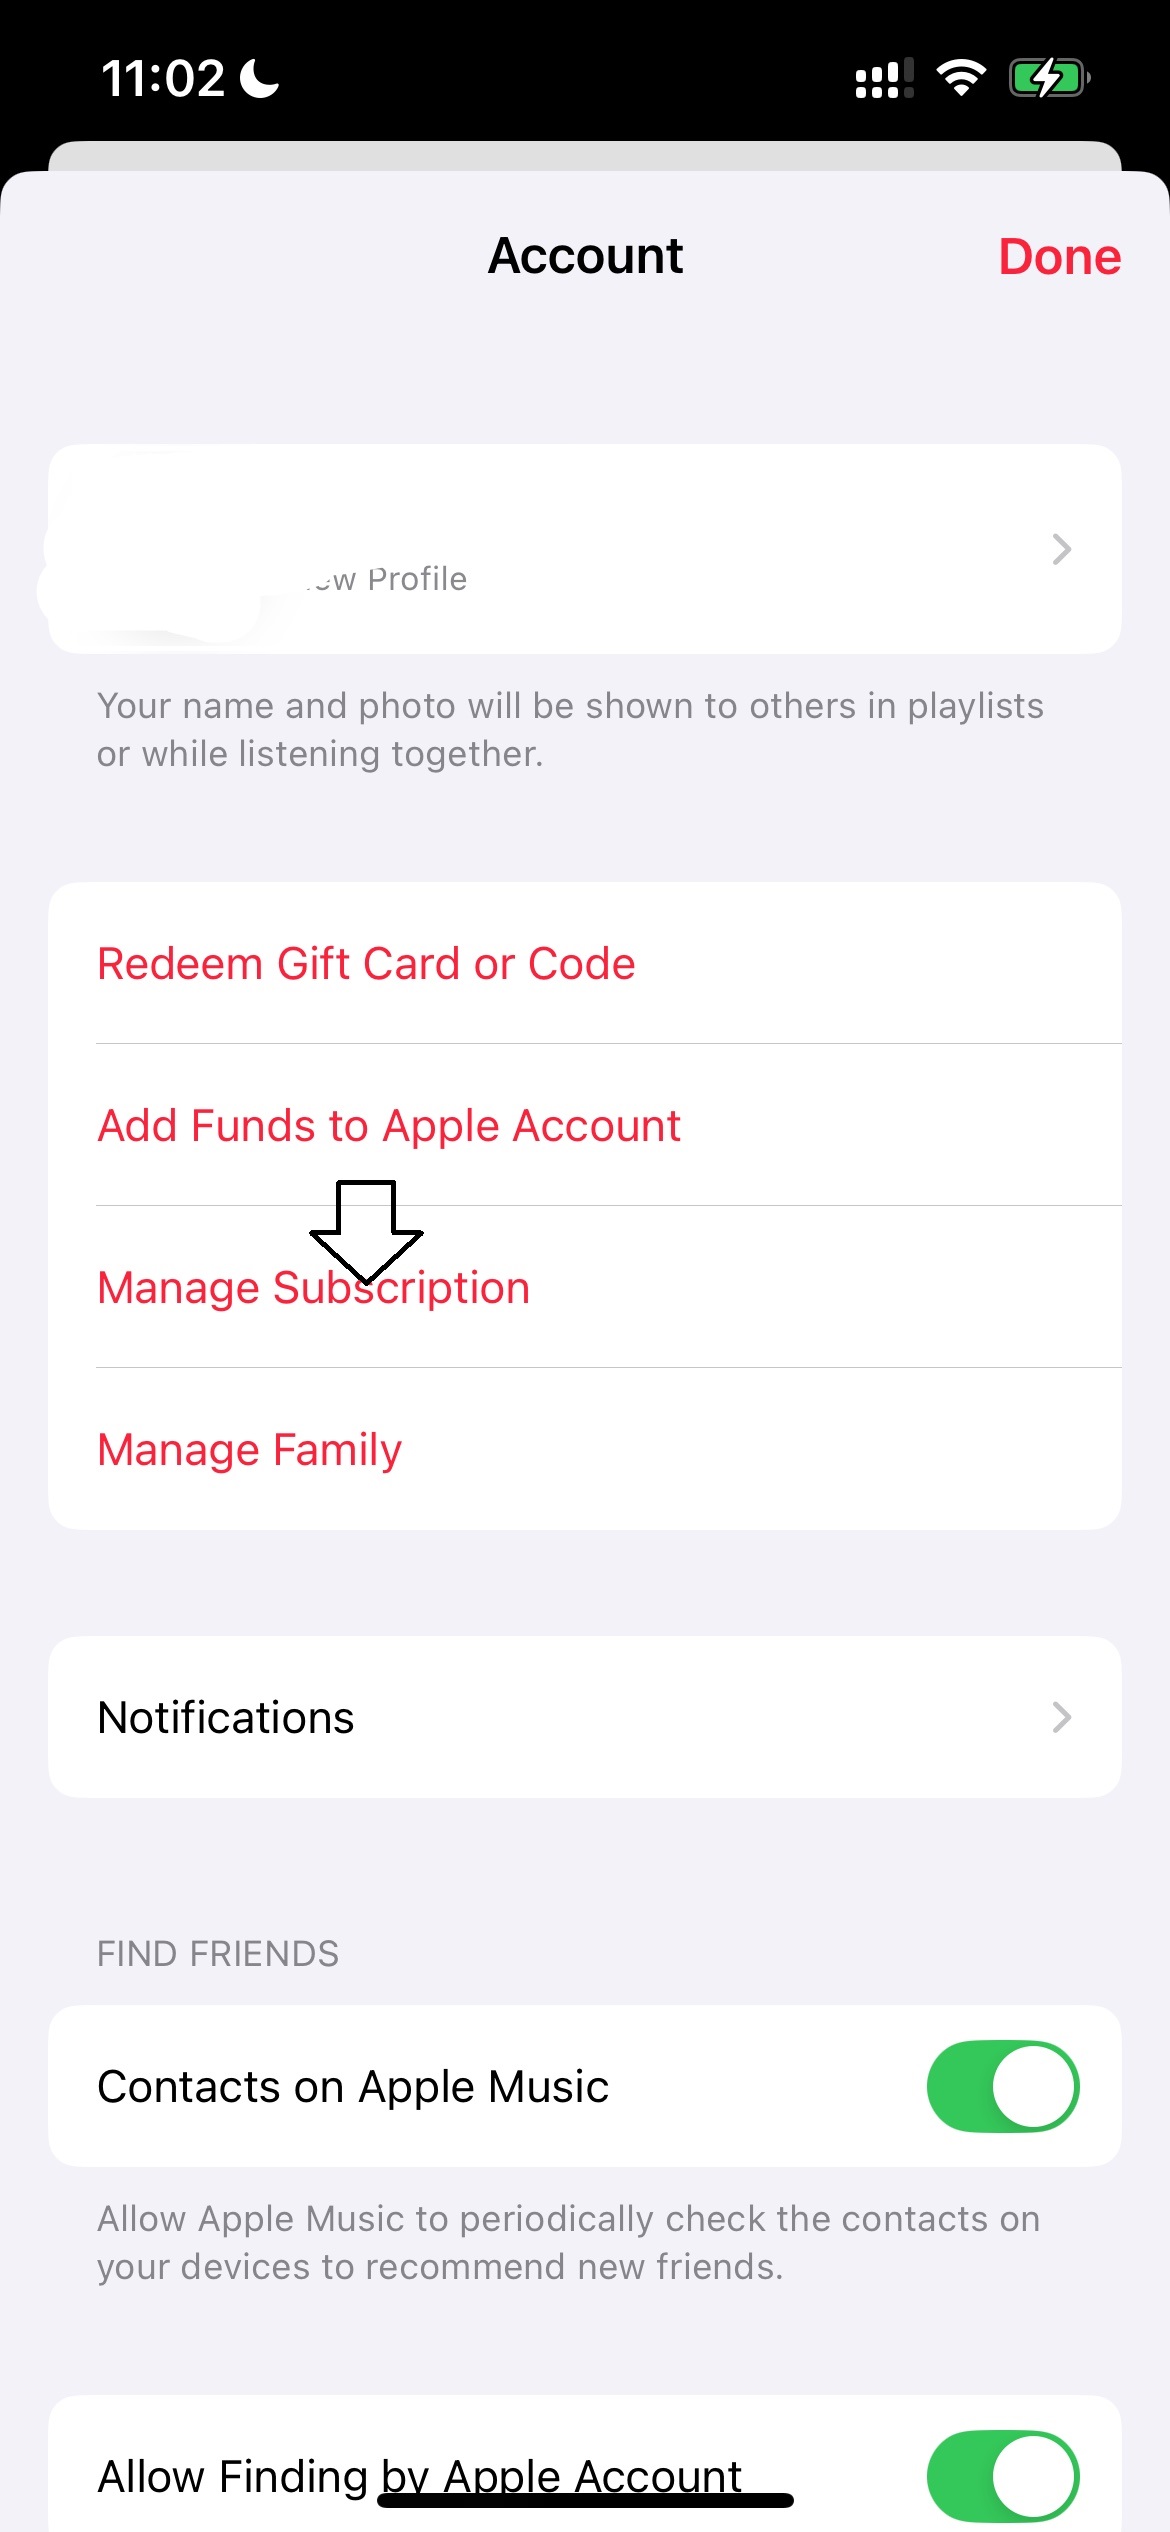 11:02
Account
Done
Profile
Your name and photo will be shown to others in playlists
or while listening together.
Redeem Gift Card or Code
Add Funds to Apple Account
Manage Subscription
Manage Family
Notifications
FIND FRIENDS
Contacts on Apple Music
Allow Apple Music to periodically check the contacts on
your devices to recommend new friends.
Allow Finding by Apple Account